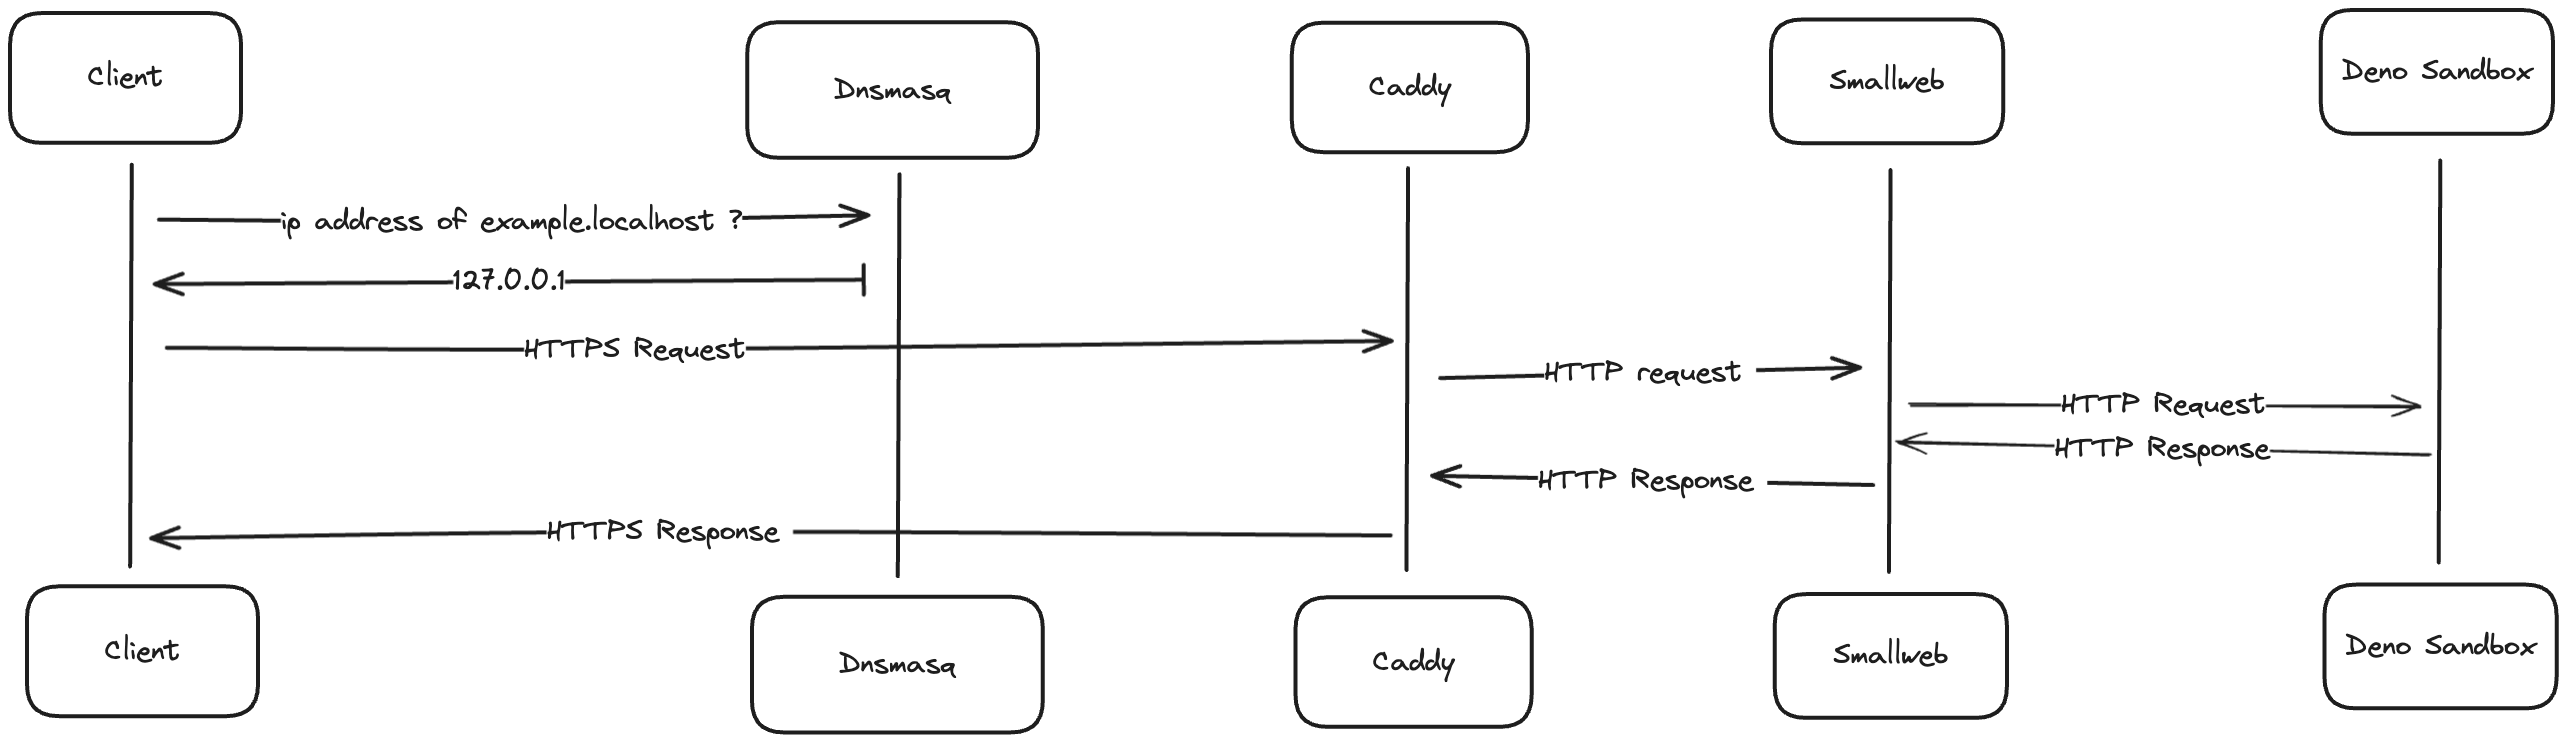 Client
Dnsmasq
Caddy
Smallweb
Deno Sandbox
ip address of example.localhost ?
127.0.0.1
HTTPS Request
HTTP request
HTTP Request
HTTP Response
HTTP Response
HTTPS Response
Client
Dnsmasq
Caddy
Smallweb
Deno Sandbox